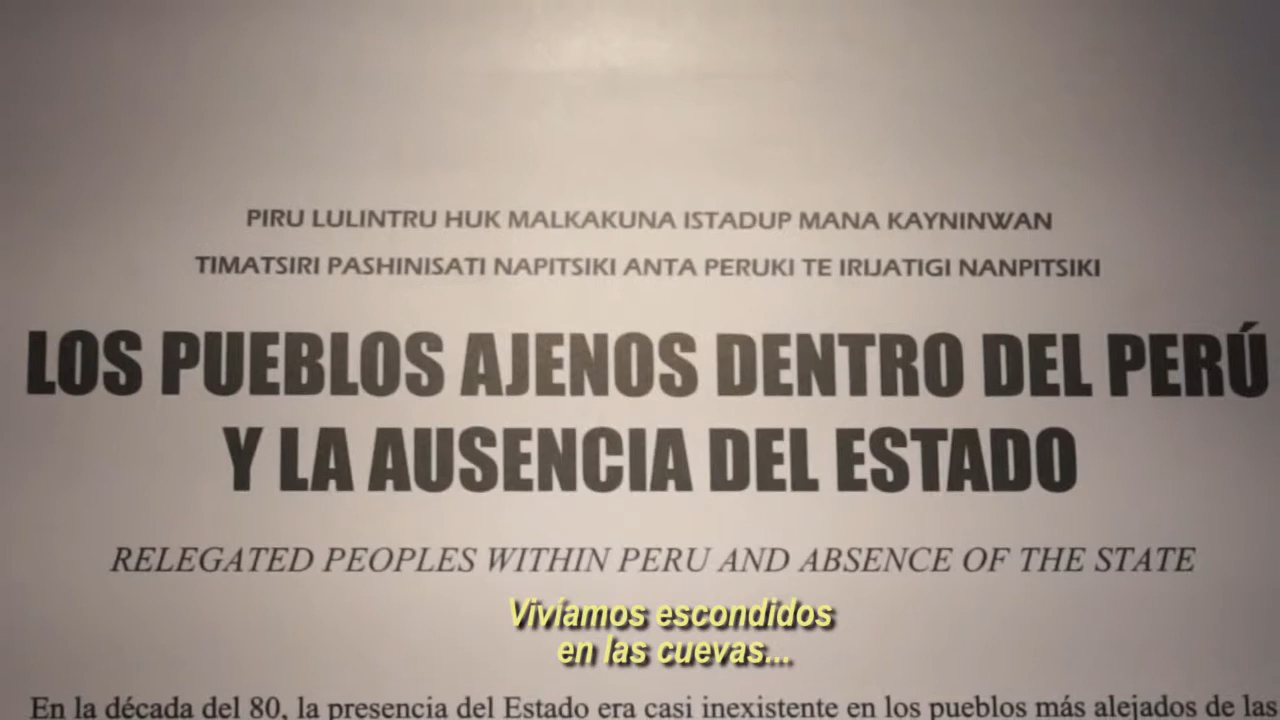 PIRU LULINTRU HUK MALKAKUNA ISTADUP MANA KAYNINWAN
TIMATSIRI PASHINISATI NAPITSIKI ANTA PERUKI TE IRIJATIGI NANPITSIKI
LOS PUEBLOS AJENOS DENTRO DEL PERÚ
Y LA AUSENCIA DEL ESTADO
RELEGATED PEOPLES WITHIN PERU AND ABSENCE OF THE STATE
Vivíamos escondidos
en las cuevas...
En la década del 80, la presencia del Estado era casi inexistente en los pueblos más alejados de las